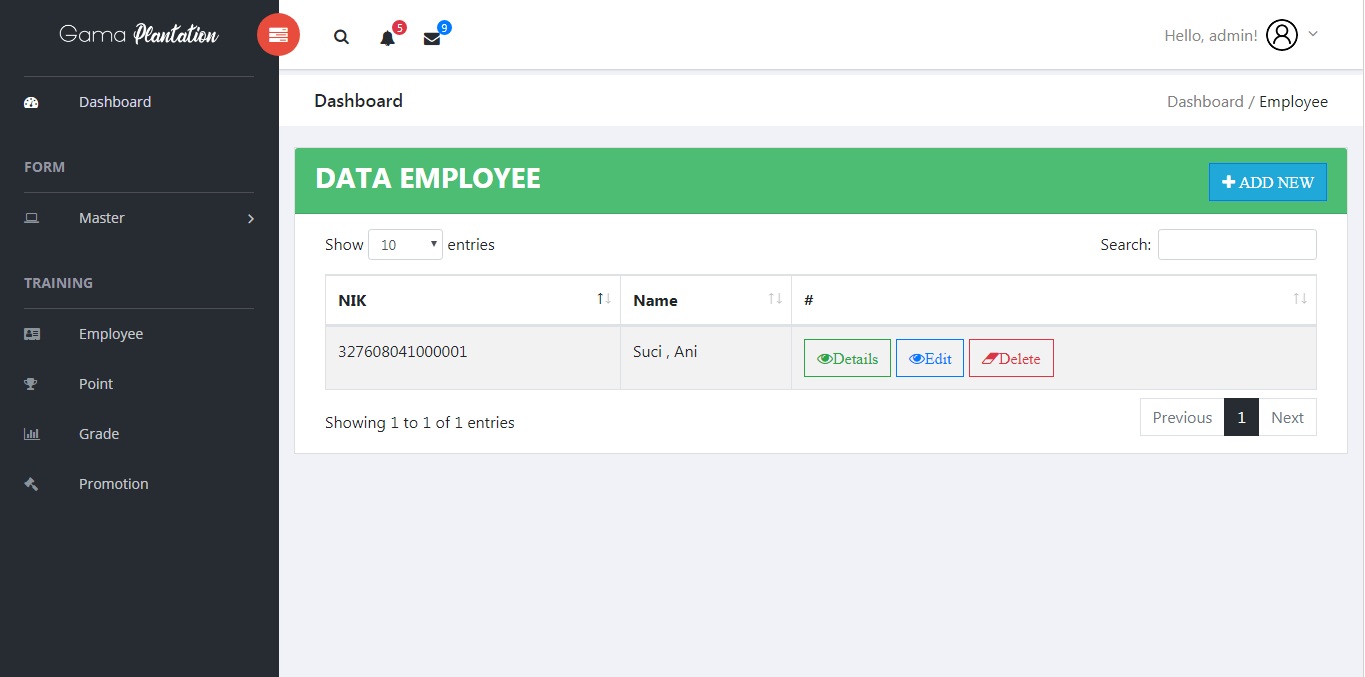 Gama Plantation
5
9
Hello, admin!
Dashboard
Dashboard
Dashboard / Employee
FORM
Master
TRAINING
Employee
Point
Grade
Promotion
DATA EMPLOYEE
ADD NEW
Show 10 entries
Search:
NIK Name #
327608041000001 Suci , Ani Details Edit Delete
Showing 1 to 1 of 1 entries
Previous 1 Next